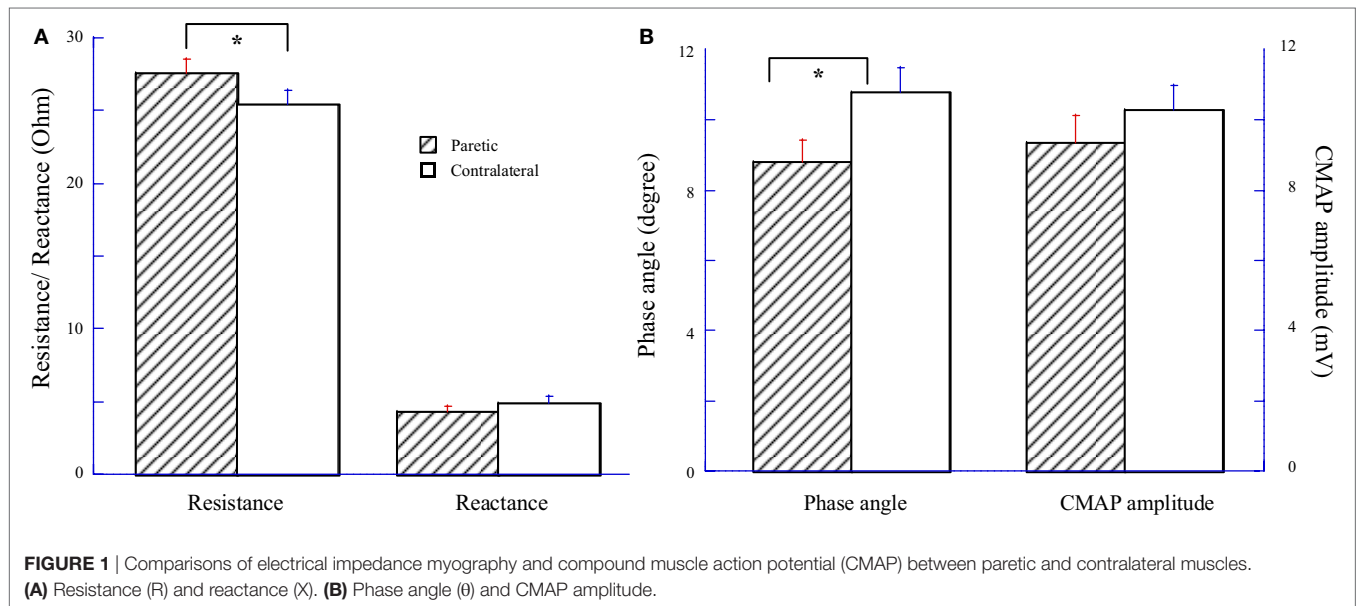 A
30
20
10
0
Resistance/ Reactance (Ohm)
*
Paretic
Contralateral
Resistance
Reactance
B
12
8
4
0
Phase angle (degree)
*
12
8
4
0
CMAP amplitude (mV)
Phase angle
CMAP amplitude
FIGURE 1 | Comparisons of electrical impedance myography and compound muscle action potential (CMAP) between paretic and contralateral muscles.
(A) Resistance (R) and reactance (X). (B) Phase angle (θ) and CMAP amplitude.